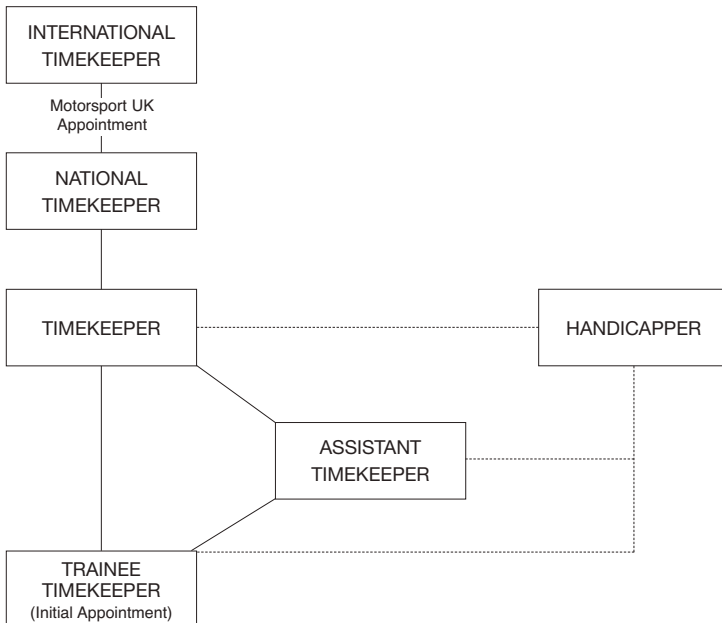 INTERNATIONAL
TIMEKEEPER
Motorsport UK
Appointment
NATIONAL
TIMEKEEPER
TIMEKEEPER
HANDICAPPER
ASSISTANT
TIMEKEEPER
TRAINEE
TIMEKEEPER
(Initial Appointment)